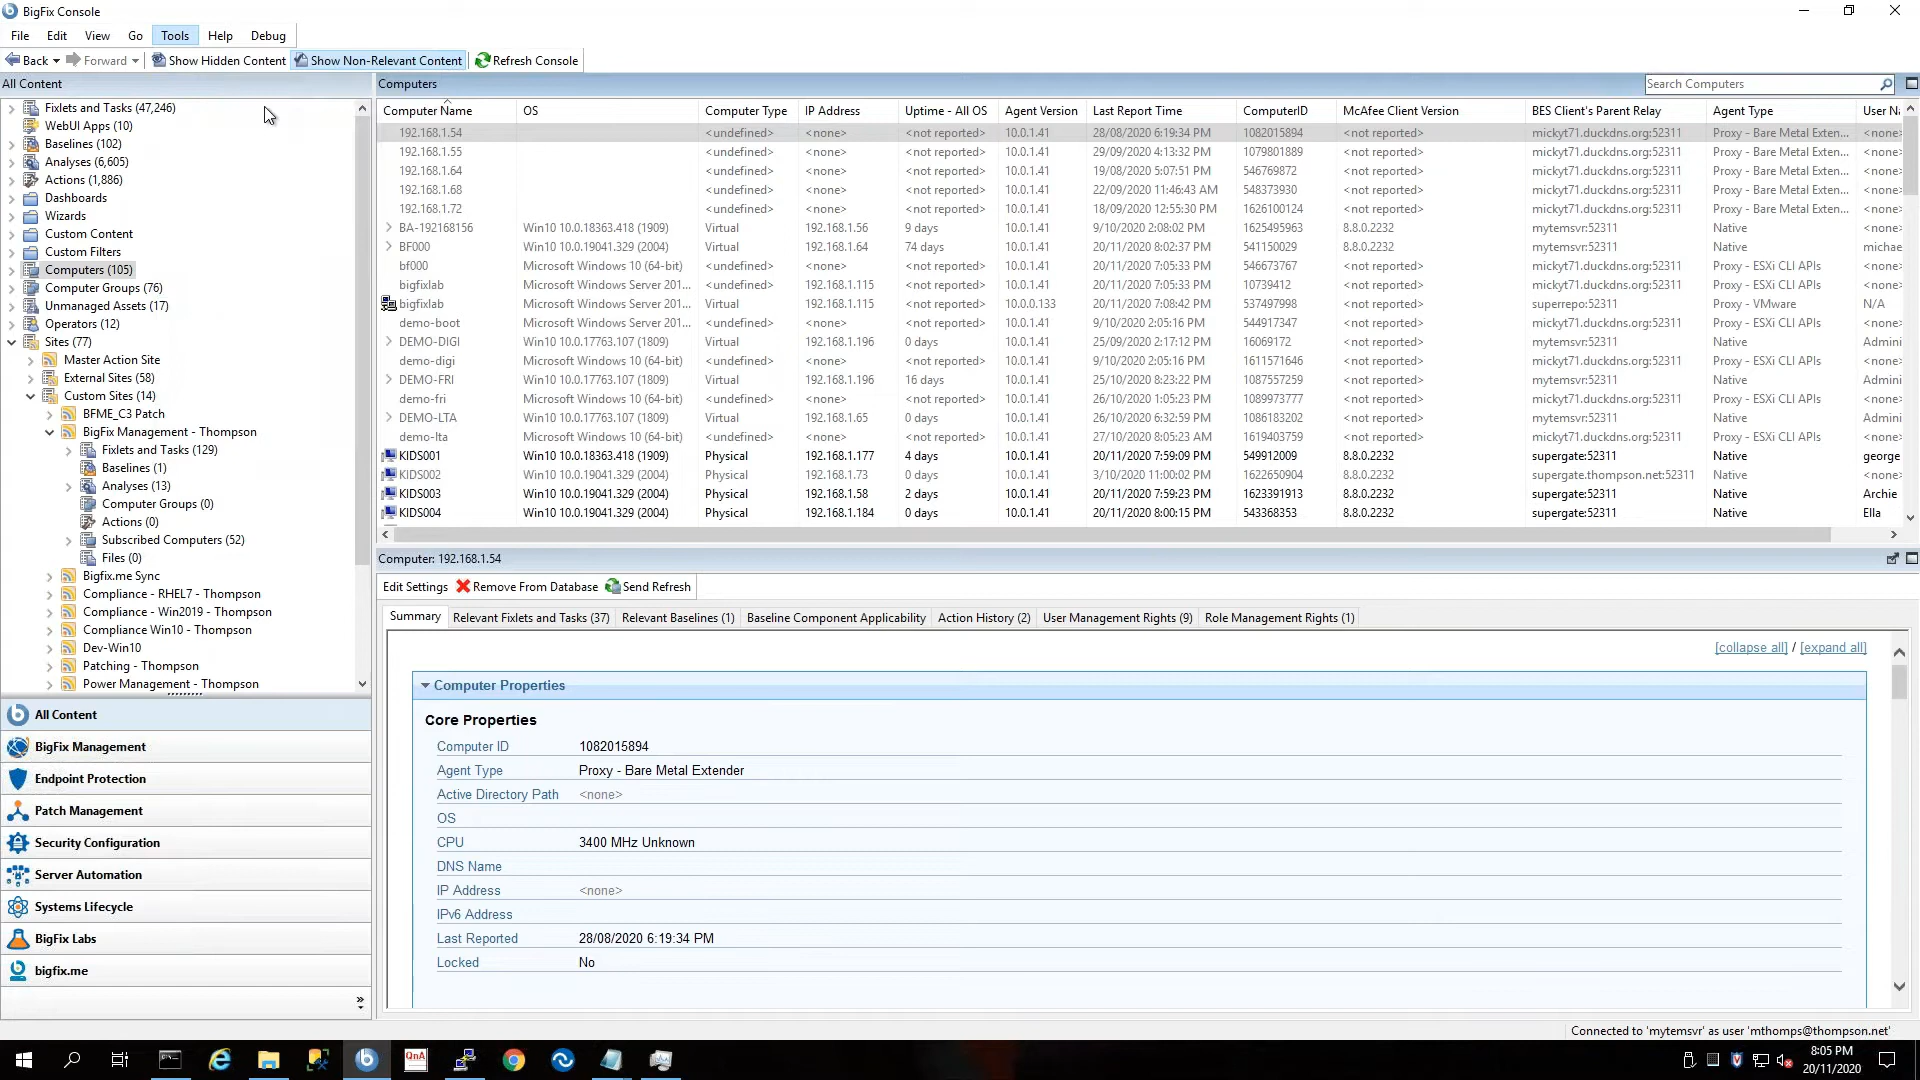 BigFix Console
File Edit View Go Tools Help Debug
Back Forward Show Hidden Content Show Non-Relevant Content Refresh Console
All Content
Fixlets and Tasks (47,246)
WebUI Apps (10)
Baselines (102)
Analyses (6,605)
Actions (1,886)
Dashboards
Wizards
Custom Content
Custom Filters
Computers (105)
Computer Groups (76)
Unmanaged Assets (17)
Operators (12)
Sites (77)
Master Action Site
External Sites (58)
Custom Sites (14)
BFME_C3 Patch
BigFix Management - Thompson
Fixlets and Tasks (129)
Baselines (1)
Analyses (13)
Computer Groups (0)
Actions (0)
Subscribed Computers (52)
Files (0)
Bigfix.me Sync
Compliance - RHEL7 - Thompson
Compliance - Win2019 - Thompson
Compliance Win10 - Thompson
Dev-Win10
Patching - Thompson
Power Management - Thompson
All Content
BigFix Management
Endpoint Protection
Patch Management
Security Configuration
Server Automation
Systems Lifecycle
BigFix Labs
bigfix.me
Computers
Search Computers
Computer Name OS Computer Type IP Address Uptime - All OS Agent Version Last Report Time ComputerID McAfee Client Version BES Client's Parent Relay Agent Type User Na
192.168.1.54 <undefined> <none> <not reported> 10.0.1.41 28/08/2020 6:19:34 PM 1082015894 <not reported> mickyt71.duckdns.org:52311 Proxy - Bare Metal Exten... <none>
192.168.1.55 <undefined> <none> <not reported> 10.0.1.41 29/09/2020 4:13:32 PM 1079801889 <not reported> mickyt71.duckdns.org:52311 Proxy - Bare Metal Exten... <none>
192.168.1.64 <undefined> <none> <not reported> 10.0.1.41 19/08/2020 5:07:51 PM 546769872 <not reported> mickyt71.duckdns.org:52311 Proxy - Bare Metal Exten... <none>
192.168.1.68 <undefined> <none> <not reported> 10.0.1.41 22/09/2020 11:46:43 AM 548373930 <not reported> mickyt71.duckdns.org:52311 Proxy - Bare Metal Exten... <none>
192.168.1.72 <undefined> <none> <not reported> 10.0.1.41 18/09/2020 12:55:30 PM 1626100124 <not reported> mickyt71.duckdns.org:52311 Proxy - Bare Metal Exten... <none>
BA-192168156 Win10 10.0.18363.418 (1909) Virtual 192.168.1.56 9 days 10.0.1.41 9/10/2020 2:08:02 PM 1625495963 8.8.0.2232 mytemsvr:52311 Native <none>
BF000 Win10 10.0.19041.329 (2004) Virtual 192.168.1.64 74 days 10.0.1.41 20/11/2020 8:02:37 PM 541150029 8.8.0.2232 mytemsvr:52311 Native michae
bf000 Microsoft Windows 10 (64-bit) <undefined> <none> <not reported> 10.0.1.41 20/11/2020 7:05:33 PM 546673767 <not reported> mickyt71.duckdns.org:52311 Proxy - ESXi CLI APIs <none>
bigfixlab Microsoft Windows Server 201... <undefined> 192.168.1.115 <not reported> 10.0.1.41 20/11/2020 7:05:33 PM 10739412 <not reported> mickyt71.duckdns.org:52311 Proxy - ESXi CLI APIs <none>
bigfixlab Microsoft Windows Server 201... Virtual 192.168.1.115 <not reported> 10.0.0.133 20/11/2020 7:08:42 PM 537497998 <not reported> superrepo:52311 Proxy - VMware N/A
demo-boot Microsoft Windows Server 201... <undefined> <none> <not reported> 10.0.1.41 9/10/2020 2:05:16 PM 544917347 <not reported> mickyt71.duckdns.org:52311 Proxy - ESXi CLI APIs <none>
DEMO-DIGI Win10 10.0.17763.107 (1809) Virtual 192.168.1.196 0 days 10.0.1.41 25/09/2020 2:17:12 PM 16069172 <not reported> mytemsvr:52311 Native Admini
demo-digi Microsoft Windows 10 (64-bit) <undefined> <none> <not reported> 10.0.1.41 9/10/2020 2:05:16 PM 1611571646 <not reported> mickyt71.duckdns.org:52311 Proxy - ESXi CLI APIs <none>
DEMO-FRI Win10 10.0.17763.107 (1809) Virtual 192.168.1.196 16 days 10.0.1.41 25/10/2020 8:23:22 PM 1087557259 <not reported> mytemsvr:52311 Native Admini
demo-fri Microsoft Windows 10 (64-bit) <undefined> <none> <not reported> 10.0.1.41 26/10/2020 1:05:23 PM 1089973777 <not reported> mickyt71.duckdns.org:52311 Proxy - ESXi CLI APIs <none>
DEMO-LTA Win10 10.0.17763.107 (1809) Virtual 192.168.1.65 0 days 10.0.1.41 26/10/2020 6:32:59 PM 1086183202 <not reported> mytemsvr:52311 Native Admini
demo-lta Microsoft Windows 10 (64-bit) <undefined> <none> <not reported> 10.0.1.41 27/10/2020 8:05:23 AM 1619403759 <not reported> mickyt71.duckdns.org:52311 Proxy - ESXi CLI APIs <none>
KIDS001 Win10 10.0.18363.418 (1909) Physical 192.168.1.177 4 days 10.0.1.41 20/11/2020 7:59:09 PM 549912009 8.8.0.2232 supergate:52311 Native george
KIDS002 Win10 10.0.19041.329 (2004) Physical 192.168.1.73 <not reported> 10.0.1.41 3/10/2020 11:00:02 PM 1622650904 8.8.0.2232 supergate.thompson.net:52311 Native <none>
KIDS003 Win10 10.0.19041.329 (2004) Physical 192.168.1.58 2 days 10.0.1.41 20/11/2020 7:59:23 PM 1623391913 8.8.0.2232 supergate:52311 Native Archie
KIDS004 Win10 10.0.19041.329 (2004) Physical 192.168.1.184 0 days 10.0.1.41 20/11/2020 8:00:15 PM 543368353 8.8.0.2232 supergate:52311 Native Ella
Computer: 192.168.1.54
Edit Settings Remove From Database Send Refresh
Summary Relevant Fixlets and Tasks (37) Relevant Baselines (1) Baseline Component Applicability Action History (2) User Management Rights (9) Role Management Rights (1)
[collapse all] / [expand all]
Computer Properties
Core Properties
Computer ID 1082015894
Agent Type Proxy - Bare Metal Extender
Active Directory Path <none>
OS
CPU 3400 MHz Unknown
DNS Name
IP Address <none>
IPv6 Address
Last Reported 28/08/2020 6:19:34 PM
Locked No
Connected to 'mytemsvr' as user 'mthomps@thompson.net'
QnA
8:05 PM
20/11/2020